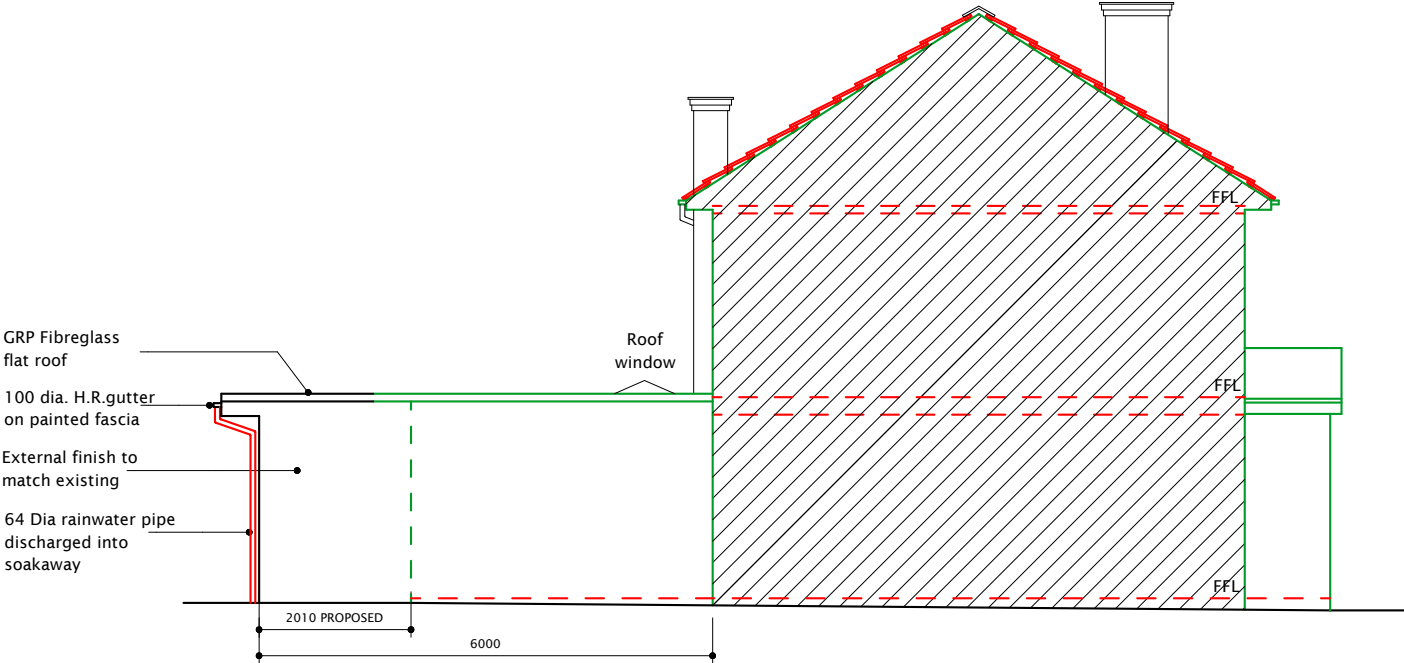 FFL
GRP Fibreglass
flat roof
Roof
window
100 dia. H.R.gutter
on painted fascia
FFL
External finish to
match existing
64 Dia rainwater pipe
discharged into
soakaway
FFL
2010 PROPOSED
6000